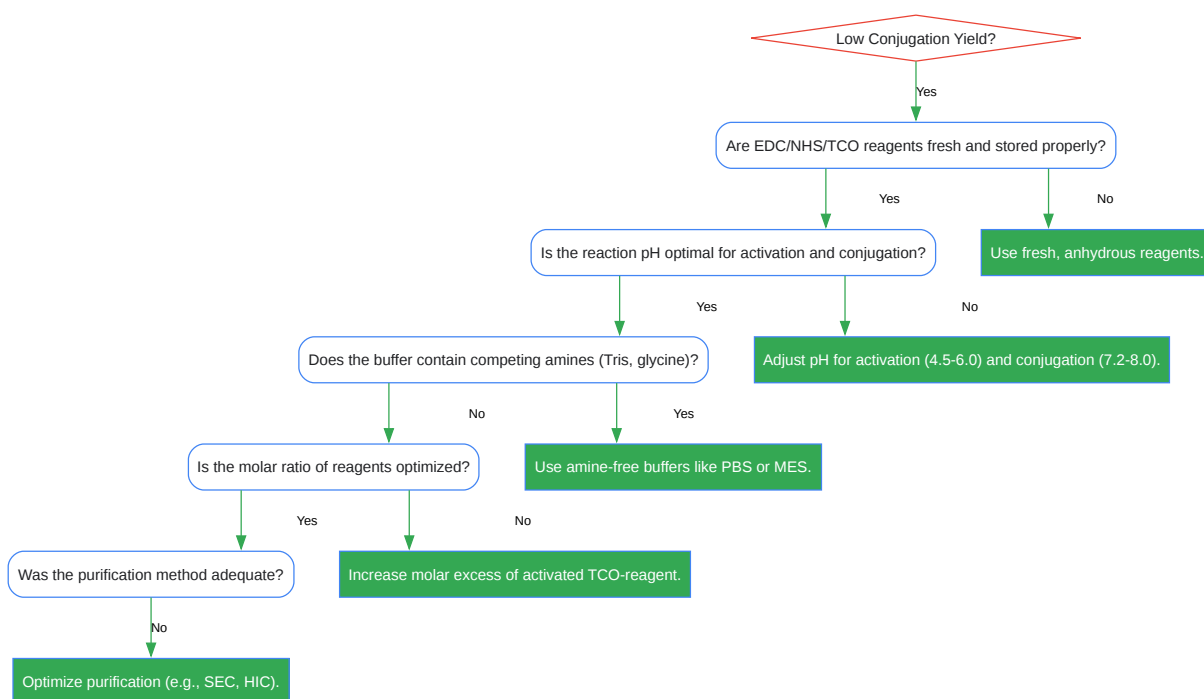 Low Conjugation Yield?
Yes
Are EDC/NHS/TCO reagents fresh and stored properly?
Yes
No
Is the reaction pH optimal for activation and conjugation?
Use fresh, anhydrous reagents.
Yes
No
Does the buffer contain competing amines (Tris, glycine)?
Adjust pH for activation (4.5-6.0) and conjugation (7.2-8.0).
No
Yes
Is the molar ratio of reagents optimized?
Use amine-free buffers like PBS or MES.
Yes
No
Was the purification method adequate?
Increase molar excess of activated TCO-reagent.
No
Optimize purification (e.g., SEC, HIC).